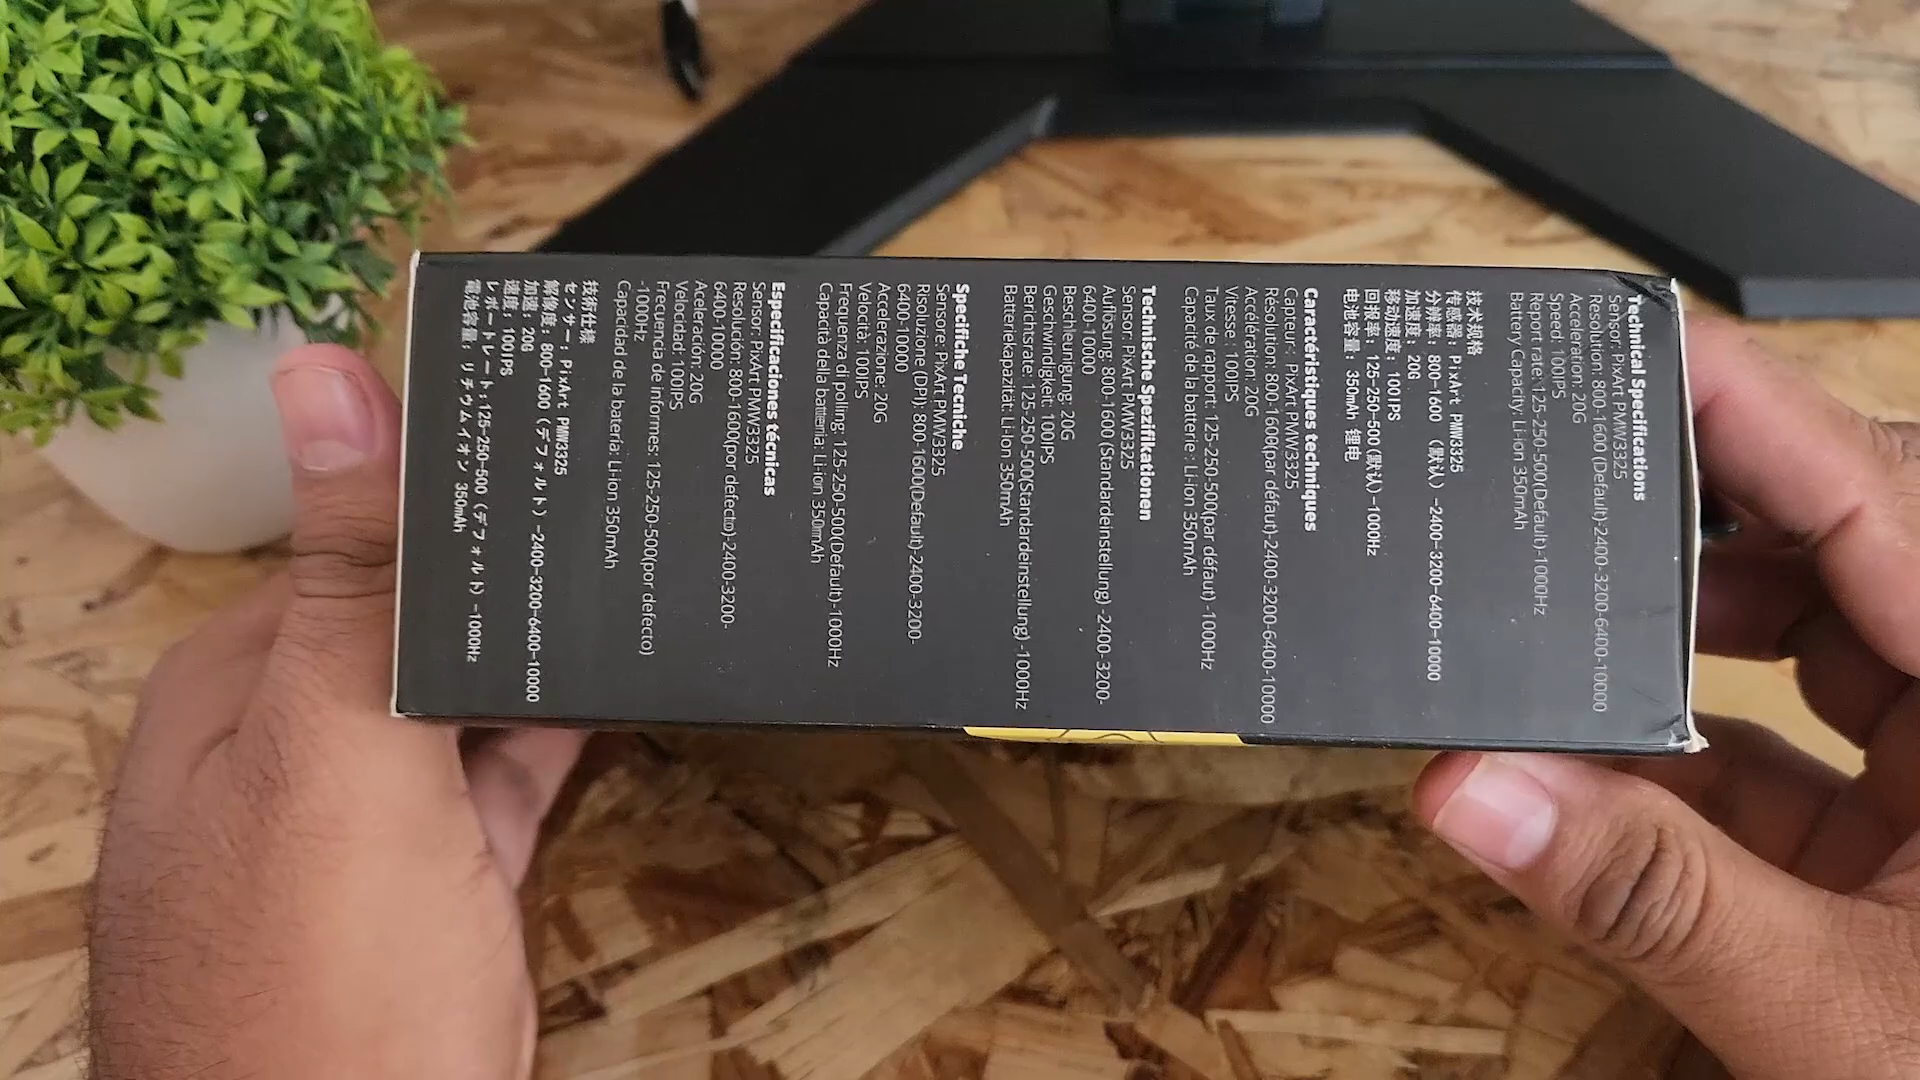 Technical Specifications
Sensor: PixArt PMW3325
Resolution: 800-1600 (Default)-2400-3200-6400-10000
Acceleration: 20G
Speed: 100IPS
Report rate:125-250-500(Default)-1000Hz
Battery Capacity: Li-ion 350mAh
技术规格
传感器: PixArt PMW3325
分辨率: 800-1600 (默认) -2400-3200-6400-10000
加速度: 20G
移动速度: 100IPS
回报率: 125-250-500(默认)-1000Hz
电池容量: 350mAh 锂电
Caractéristiques techniques
Capteur : PixArt PMW3325
Résolution: 800-1600(par défaut)-2400-3200-6400-10000
Accélération: 20G
Vitesse : 100IPS
Taux de rapport: 125-250-500(par défaut) -1000Hz
Capacité de la batterie : Li-ion 350mAh
Technische Spezifikationen
Sensor: PixArt PMW3325
Auflösung: 800-1600 (Standardeinstellung) -2400-3200-
6400-10000
Beschleunigung: 20G
Geschwindigkeit: 100IPS
Berichtsrate: 125-250-500(Standardeinstellung) -1000Hz
Batteriekapazität: Li-Ion 350mAh
Specifiche Tecniche
Sensore: PixArt PMW3325
Risoluzione (DPI): 800-1600(Default)-2400-3200-
6400-10000
Accelerazione: 20G
Velocità: 100IPS
Frequenza di polling: 125-250-500(Default)-1000Hz
Capacità della batteria: Li-ion 350mAh
Especificaciones técnicas
Sensor: PixArt PMW3325
Resolución: 800-1600(por defecto)-2400-3200-
6400-10000
Aceleración: 20G
Velocidad: 100IPS
Frecuencia de informes: 125-250-500(por defecto)
-1000Hz
Capacidad de la batería: Li-ion 350mAh
技術仕様
センサー: PixArt PMW3325
解像度: 800-1600 (デフォルト) -2400-3200-6400-10000
加速: 20G
速度: 100IPS
レポートレート:125-250-500 (デフォルト) -1000Hz
電池容量: リチウムイオン 350mAh